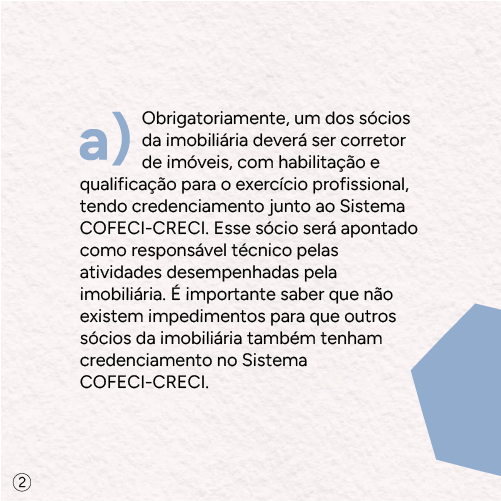 a) Obrigatoriamente, um dos sócios
da imobiliária deverá ser corretor
de imóveis, com habilitação e
qualificação para o exercício profissional,
tendo credenciamento junto ao Sistema
COFECI-CRECI. Esse sócio será apontado
como responsável técnico pelas
atividades desempenhadas pela
imobiliária. É importante saber que não
existem impedimentos para que outros
sócios da imobiliária também tenham
credenciamento no Sistema
COFECI-CRECI.
2